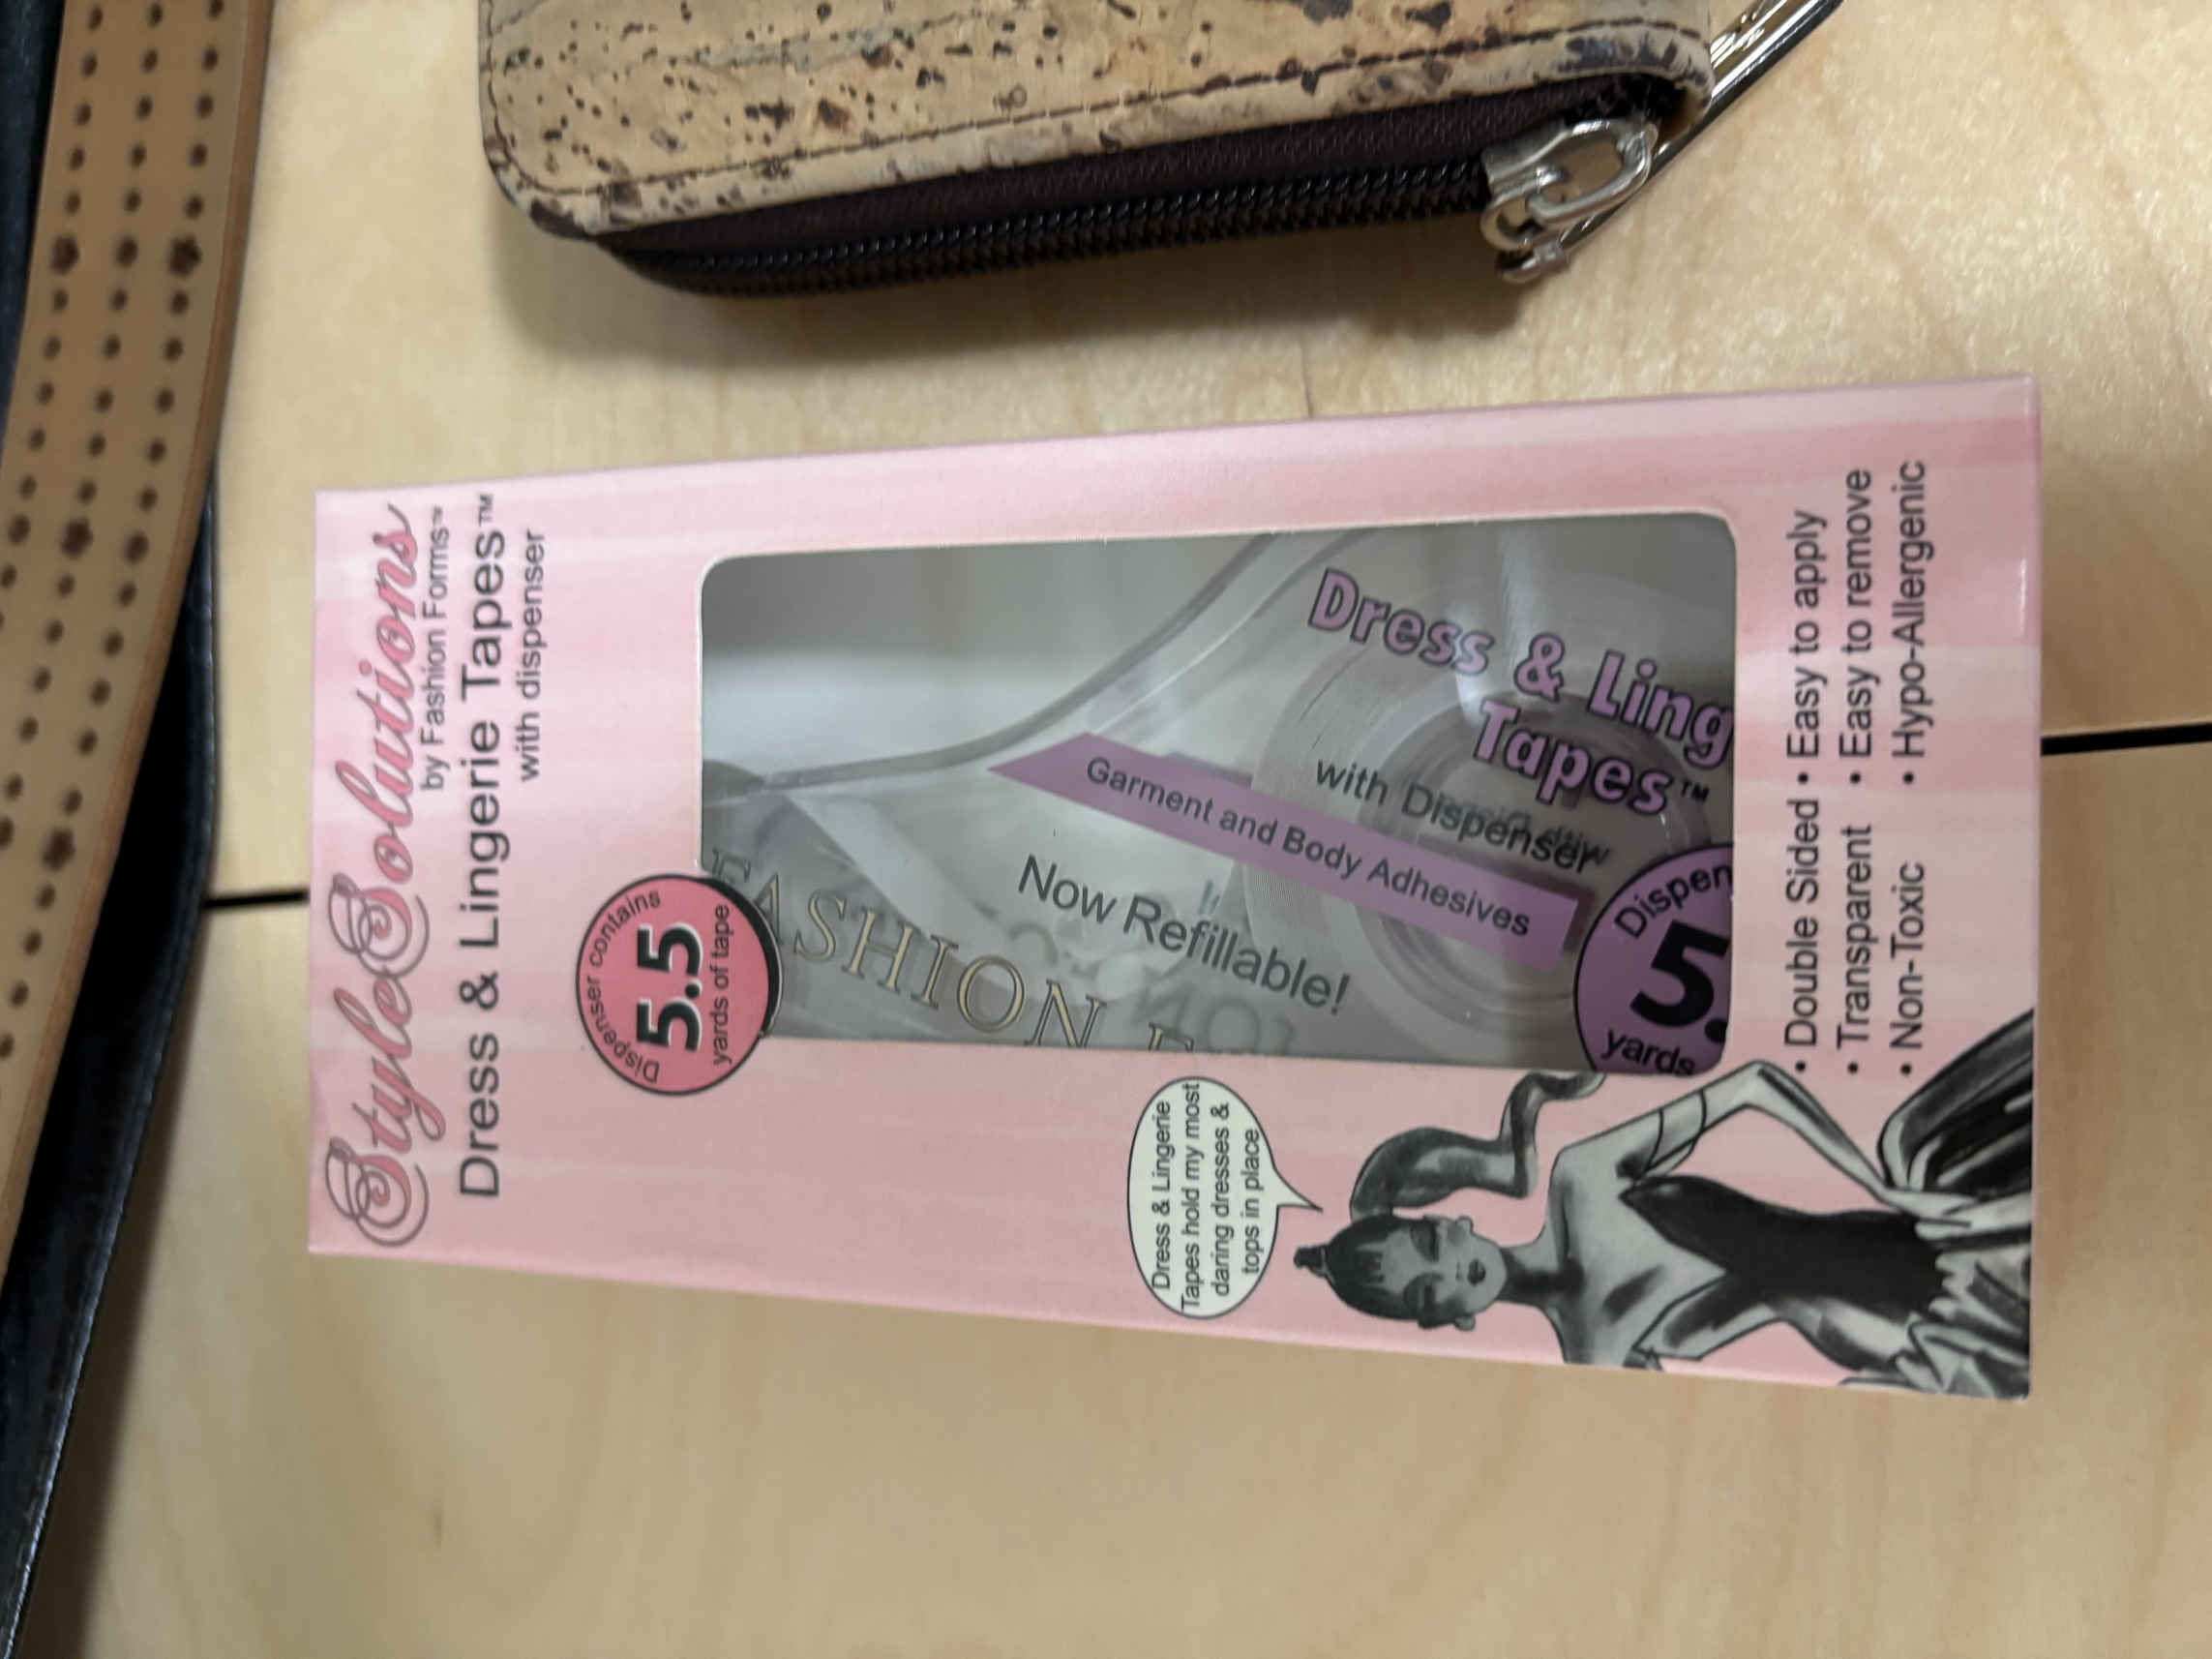 StyleSolutions
by Fashion Forms™
Dress & Lingerie Tapes™
with dispenser
Dispenser contains
5.5
yards of tape
FASHION F
Now Refillable!
Garment and Body Adhesives
with Dispenser
Dress & Ling
Tapes™
Dispen
5.
yards
Dress & Lingerie
Tapes hold my most
daring dresses &
tops in place
• Double Sided • Easy to apply
• Transparent • Easy to remove
• Non-Toxic • Hypo-Allergenic